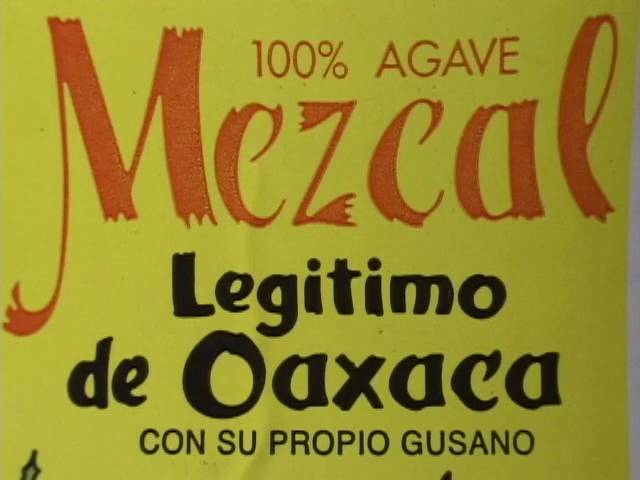 100% AGAVE
Mezcal
Legitimo
de Oaxaca
CON SU PROPIO GUSANO